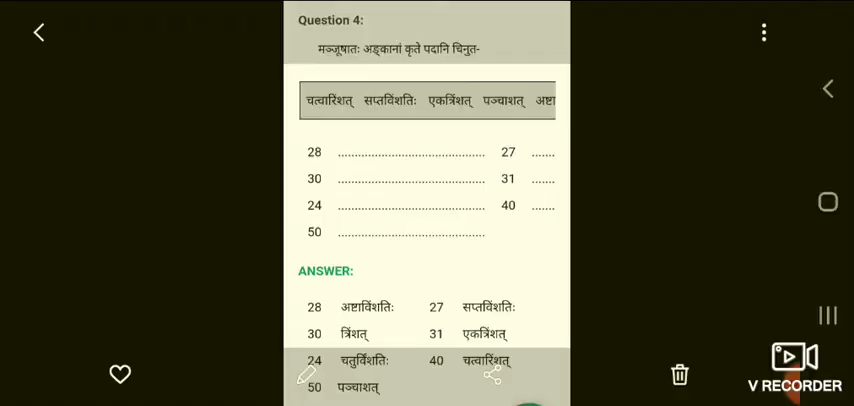 Question 4:
मञ्जूषातः अङ्कानां कृते पदानि चिनुत-
चत्वारिंशत् सप्तविंशतिः एकत्रिंशत् पञ्चाशत् अष्टा
28 ................................................. 27 .......
30 ................................................. 31 .......
24 ................................................. 40 .......
50 .................................................
ANSWER:
28 अष्टाविंशतिः 27 सप्तविंशतिः
30 त्रिंशत् 31 एकत्रिंशत्
24 चतुर्विंशतिः 40 चत्वारिंशत्
50 पञ्चाशत्
V RECORDER